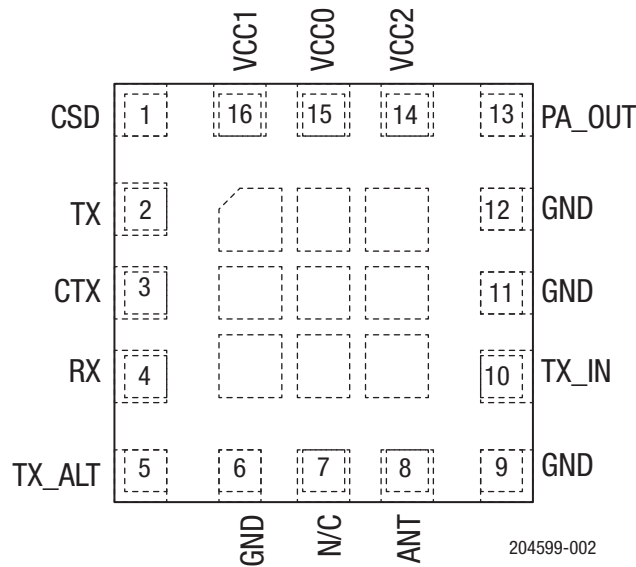 VCC1 VCC0 VCC2
CSD 1 16 15 14 13 PA_OUT
TX 2 12 GND
CTX 3 11 GND
RX 4 10 TX_IN
TX_ALT 5 6 7 8 9 GND
GND N/C ANT
204599-002